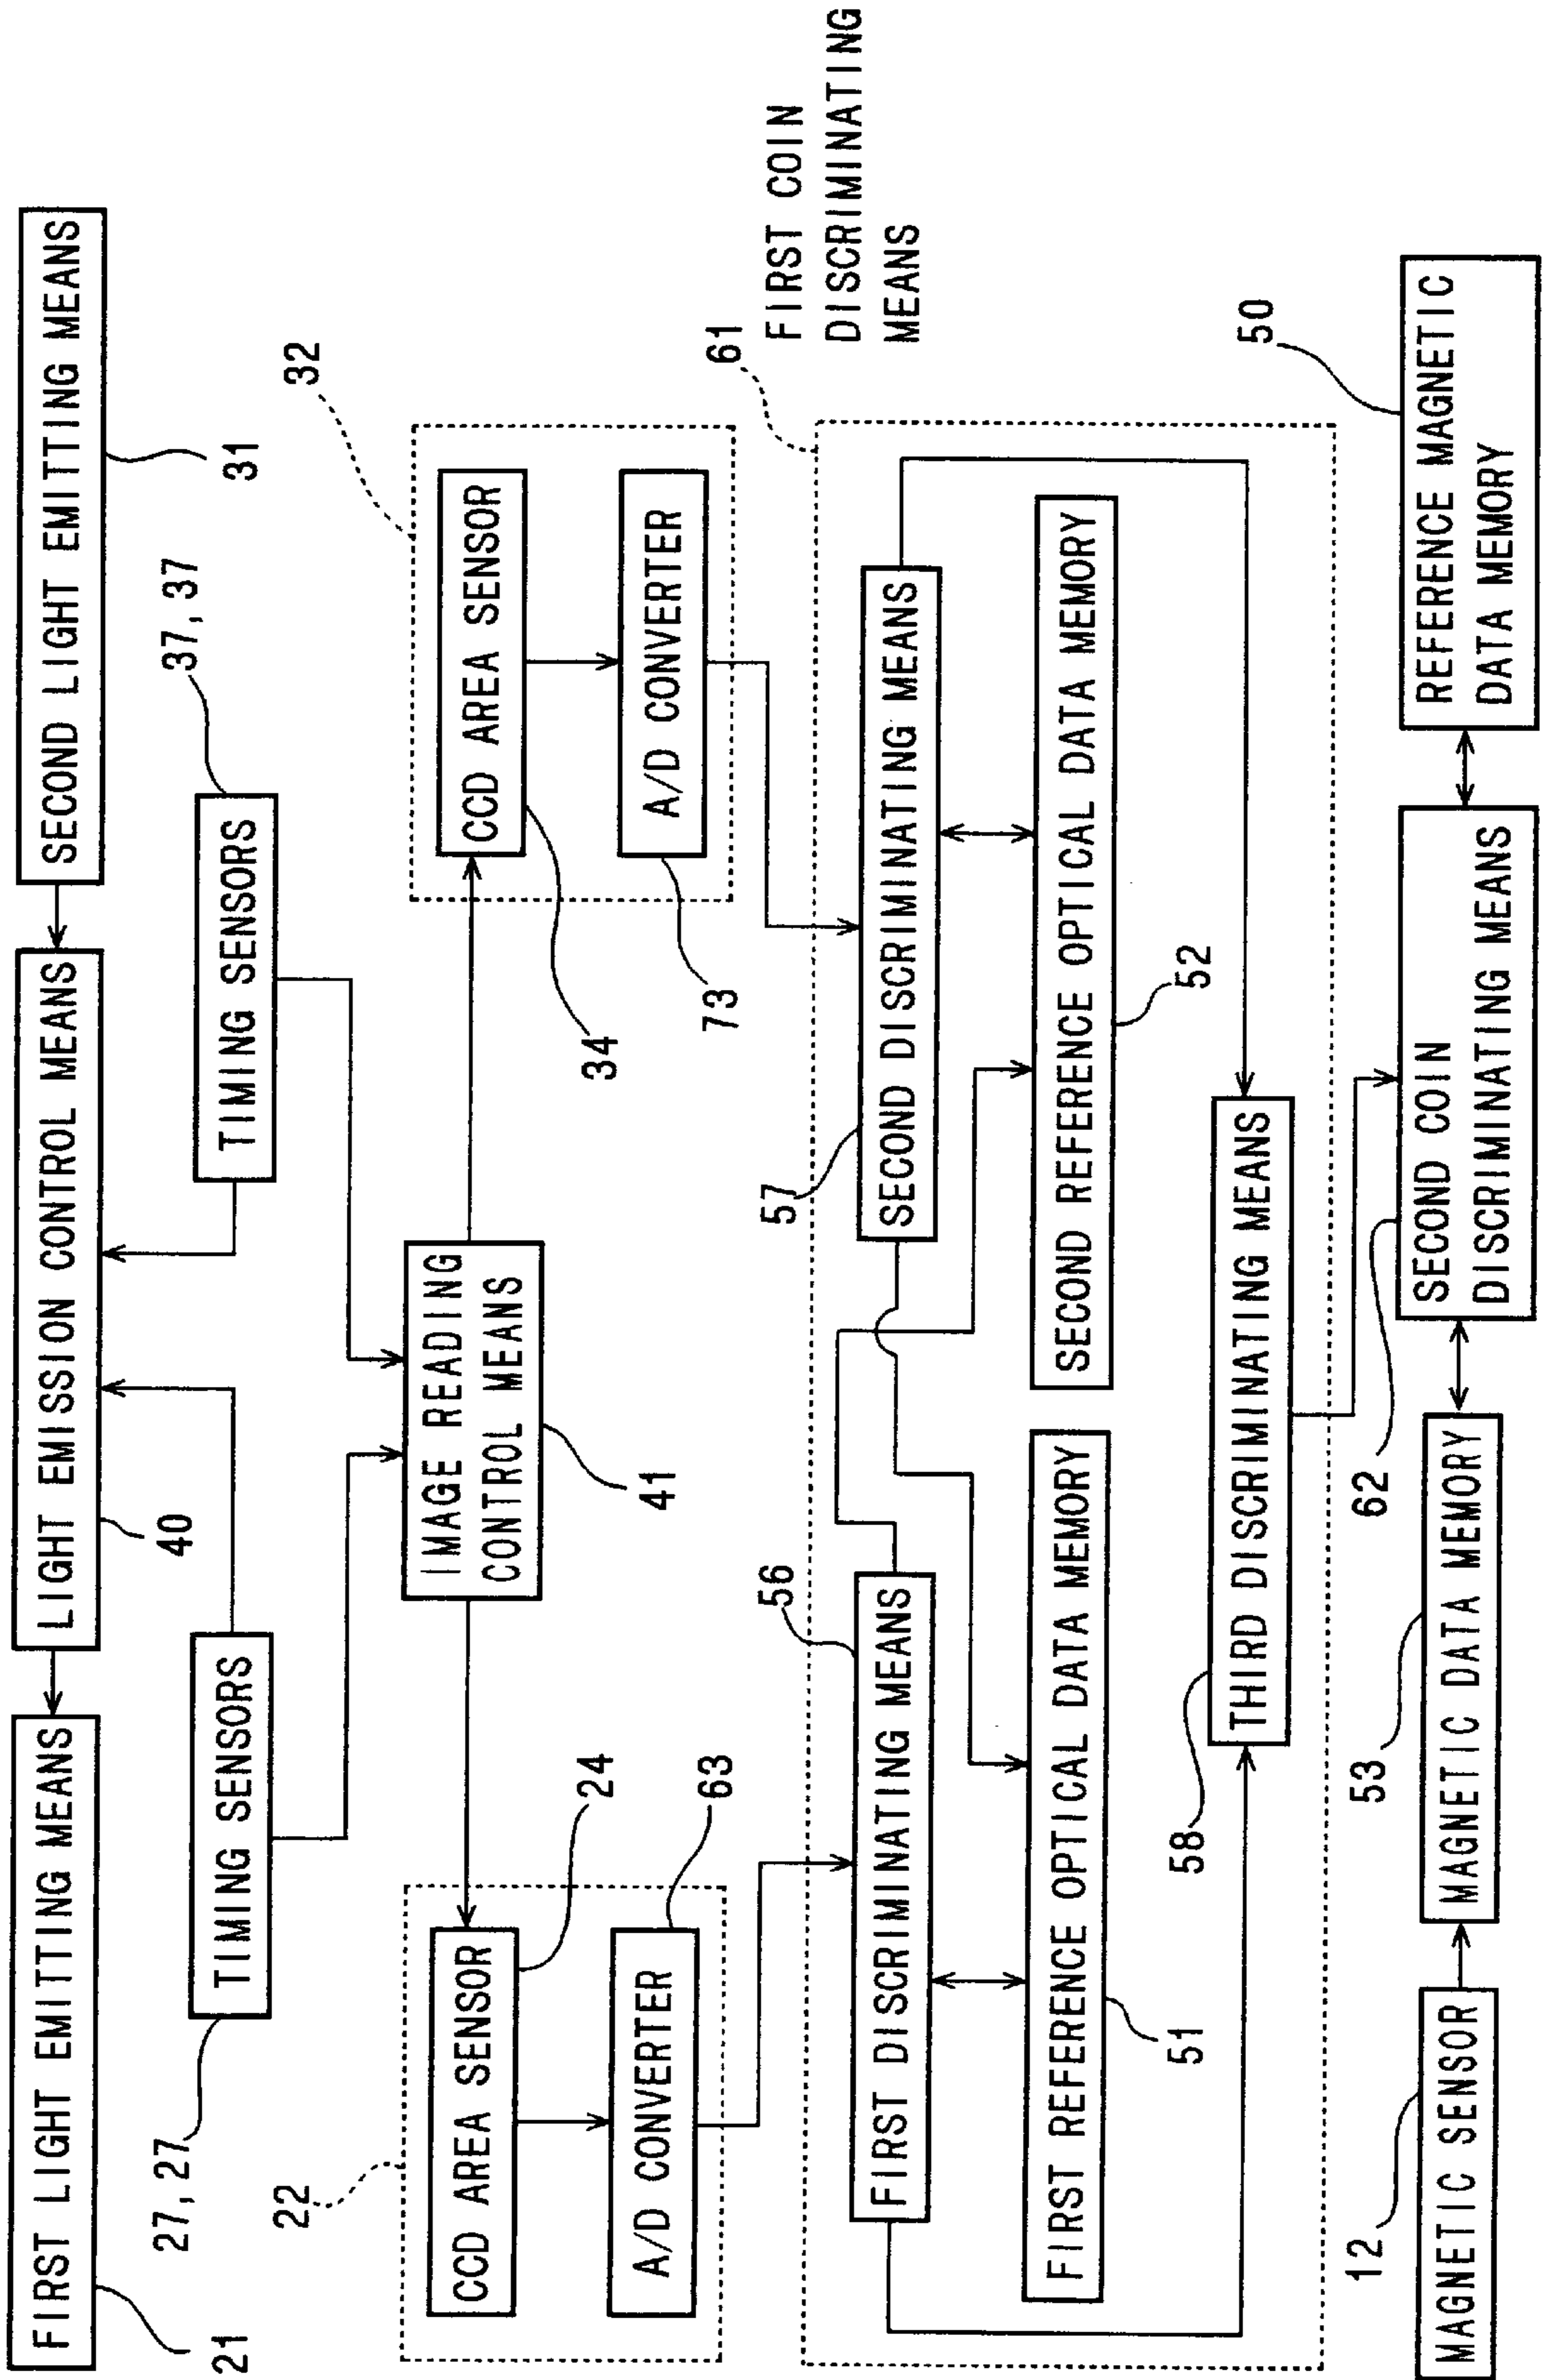 FIRST LIGHT EMITTING MEANS
21
LIGHT EMISSION CONTROL MEANS
40
SECOND LIGHT EMITTING MEANS
31
27, 27
TIMING SENSORS
TIMING SENSORS
37, 37
22
CCD AREA SENSOR
24
A/D CONVERTER
63
IMAGE READING
CONTROL MEANS
41
32
CCD AREA SENSOR
34
A/D CONVERTER
73
61
FIRST COIN
DISCRIMINATING
MEANS
56
FIRST DISCRIMINATING MEANS
57
SECOND DISCRIMINATING MEANS
FIRST REFERENCE OPTICAL DATA MEMORY
51
SECOND REFERENCE OPTICAL DATA MEMORY
52
58
THIRD DISCRIMINATING MEANS
12
MAGNETIC SENSOR
53
MAGNETIC DATA MEMORY
62
SECOND COIN
DISCRIMINATING MEANS
50
REFERENCE MAGNETIC
DATA MEMORY